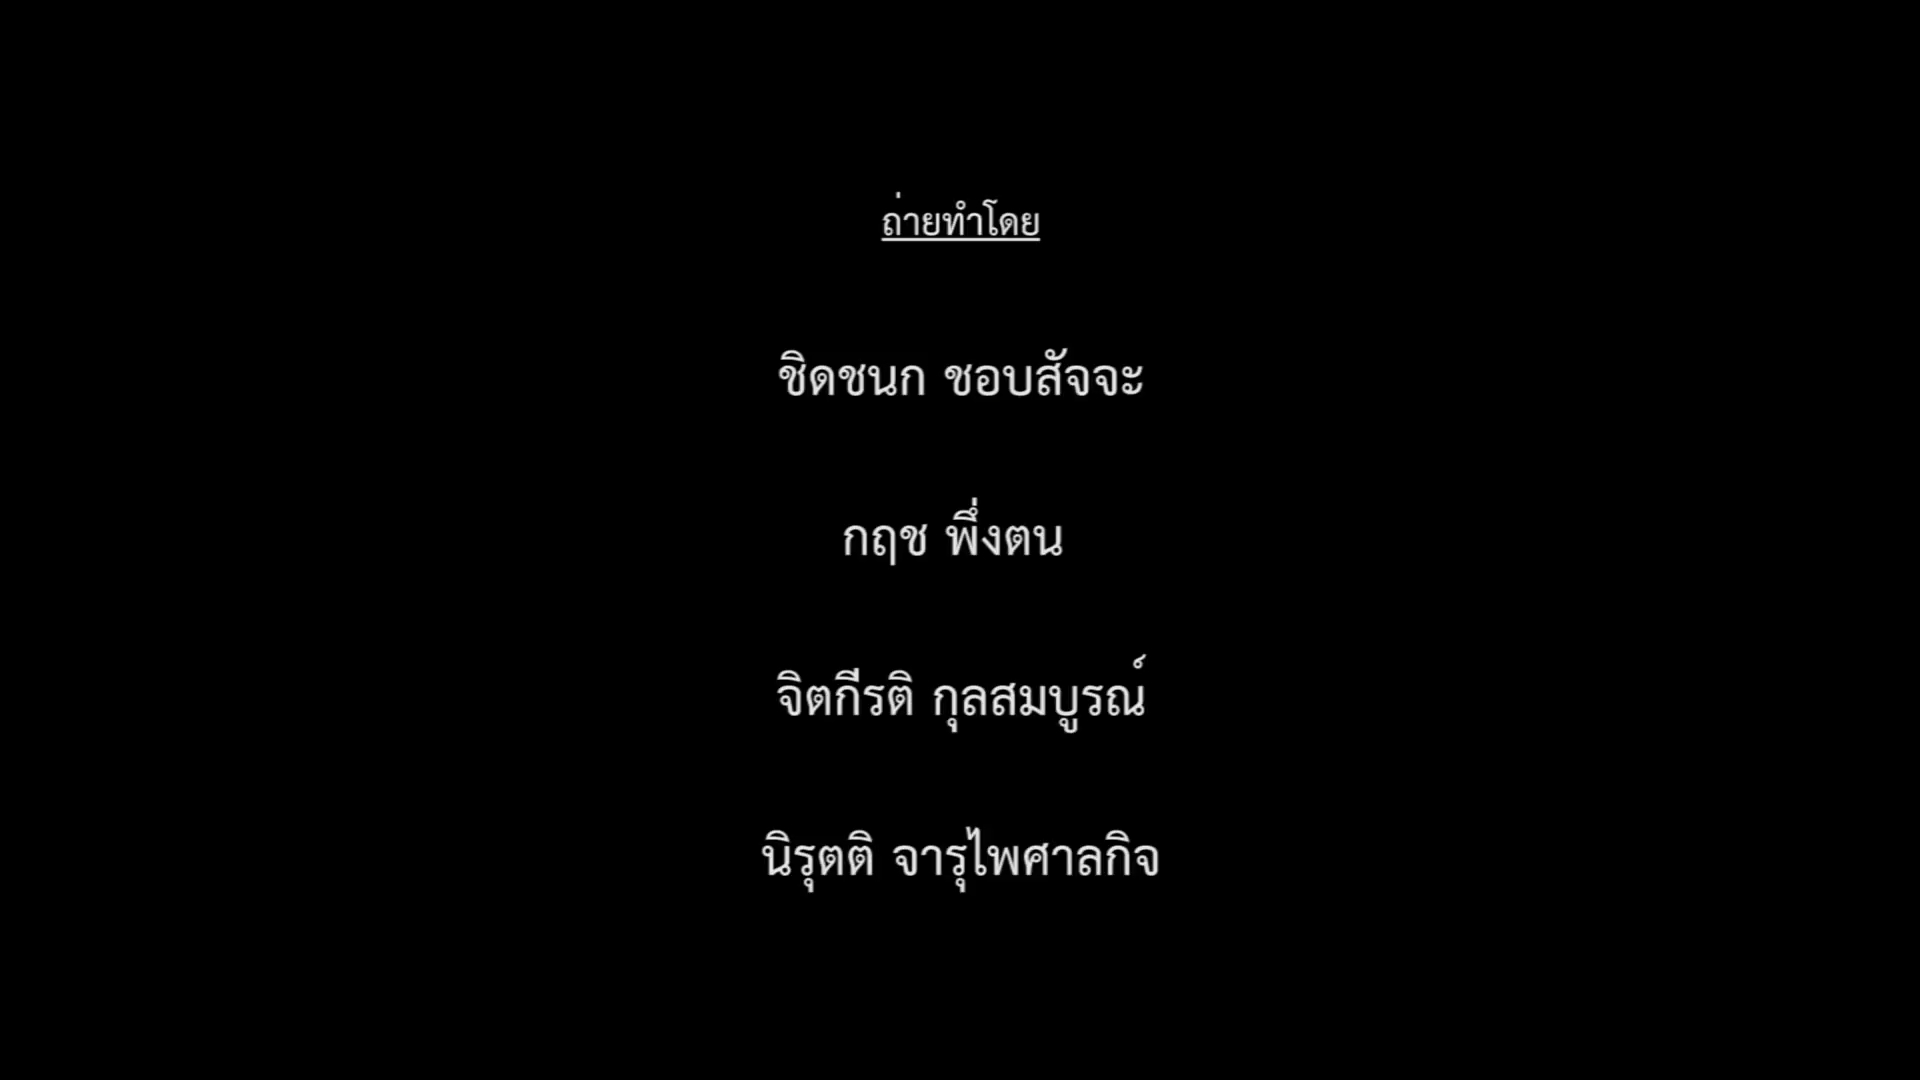 ถ่ายทำโดย
ชิดชนก ชอบสัจจะ
กฤช พึ่งตน
จิตกีรติ กุลสมบูรณ์
นิรุตติ จารุไพศาลกิจ